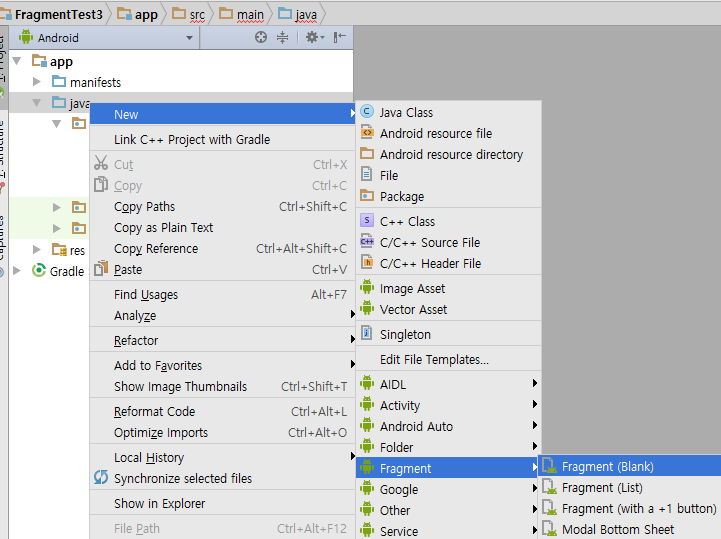 FragmentTest3 app src main java
Android
app
manifests
java
res
Gradle
New
Link C++ Project with Gradle
Cut Ctrl+X
Copy Ctrl+C
Copy Paths Ctrl+Shift+C
Copy as Plain Text
Copy Reference Ctrl+Alt+Shift+C
Paste Ctrl+V
Find Usages Alt+F7
Analyze
Refactor
Add to Favorites
Show Image Thumbnails Ctrl+Shift+T
Reformat Code Ctrl+Alt+L
Optimize Imports Ctrl+Alt+O
Local History
Synchronize selected files
Show in Explorer
File Path Ctrl+Alt+F12
Java Class
Android resource file
Android resource directory
File
Package
C++ Class
C/C++ Source File
C/C++ Header File
Image Asset
Vector Asset
Singleton
Edit File Templates...
AIDL
Activity
Android Auto
Folder
Fragment
Google
Other
Service
Fragment (Blank)
Fragment (List)
Fragment (with a +1 button)
Modal Bottom Sheet